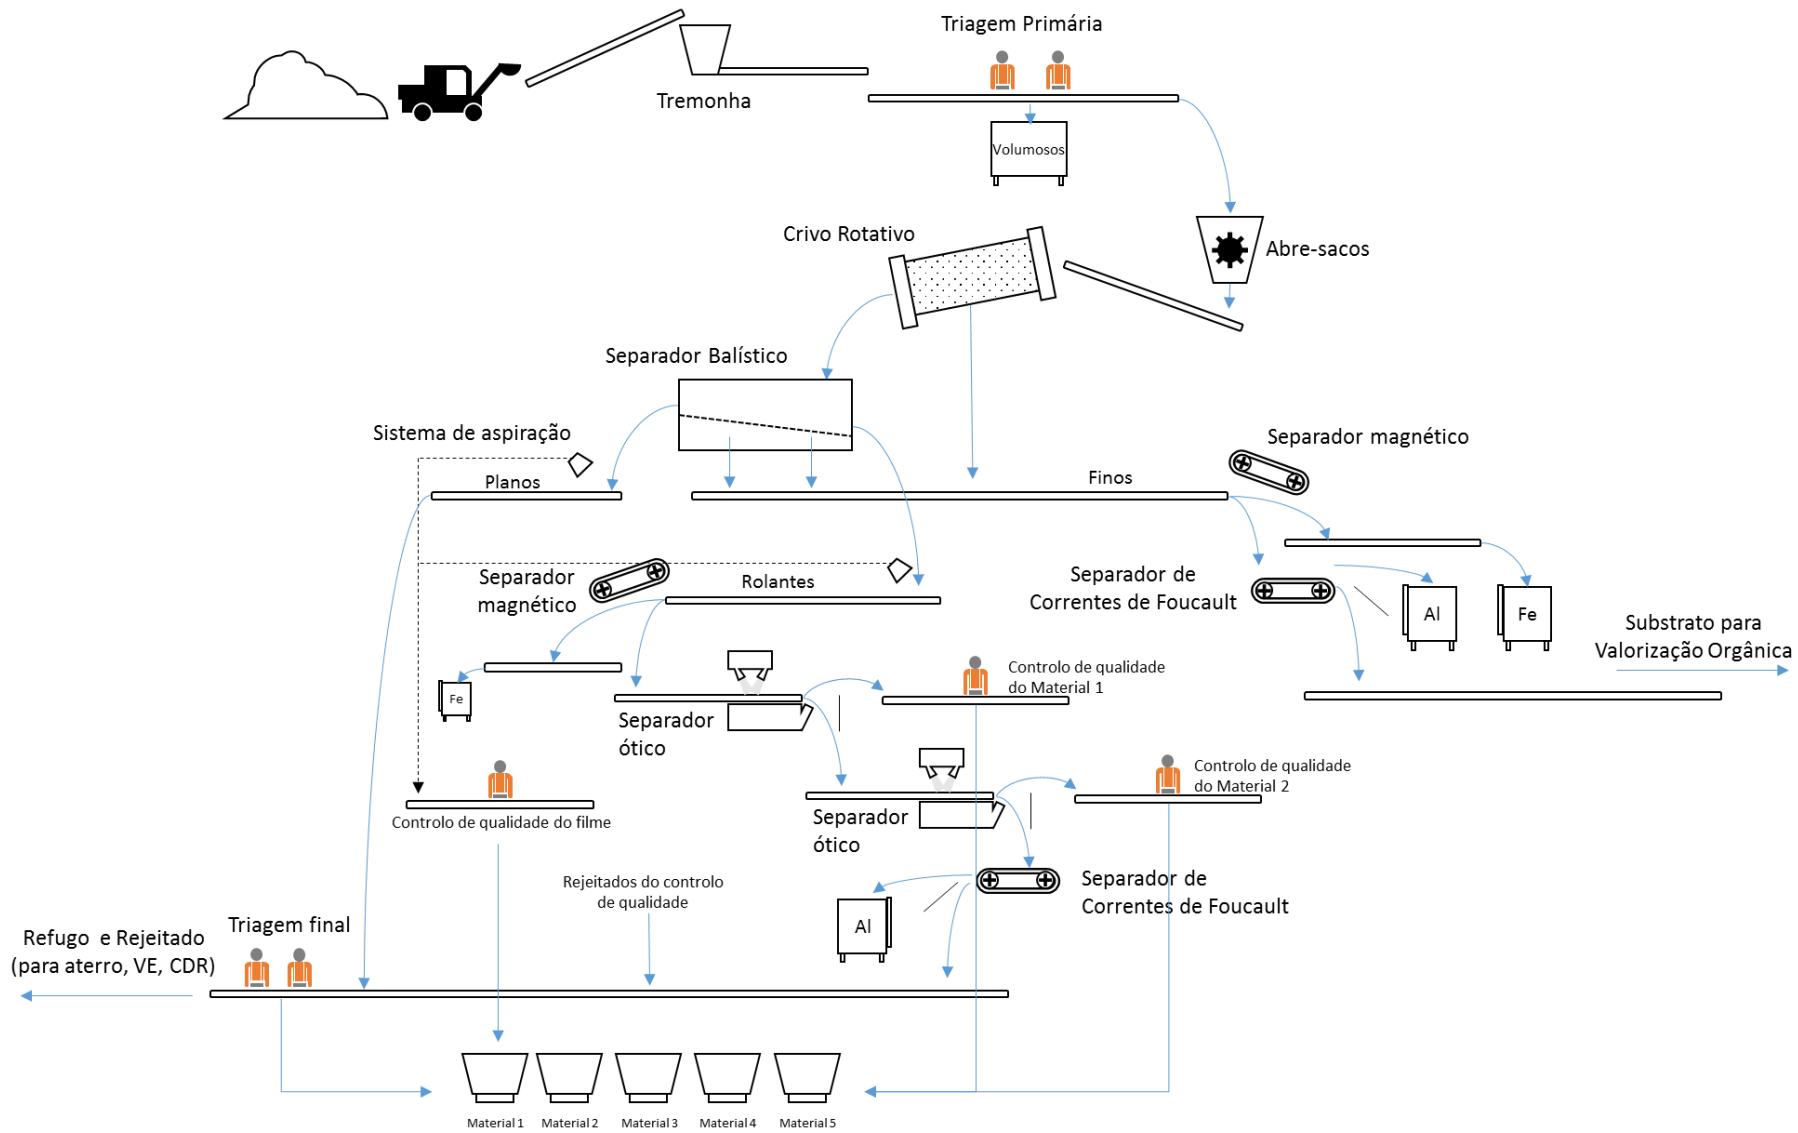 Triagem Primária
Tremonha
Volumosos
Crivo Rotativo
Abre-sacos
Separador Balístico
Sistema de aspiração
Separador magnético
Planos
Finos
Separador
magnético
Rolantes
Separador de
Correntes de Foucault
Al
Fe
Substrato para
Valorização Orgânica
Fe
Controlo de qualidade
do Material 1
Separador
ótico
Controlo de qualidade
do Material 2
Controlo de qualidade do filme
Separador
ótico
Rejeitados do controlo
de qualidade
Separador de
Correntes de Foucault
Al
Triagem final
Refugo e Rejeitado
(para aterro, VE, CDR)
Material 1
Material 2
Material 3
Material 4
Material 5